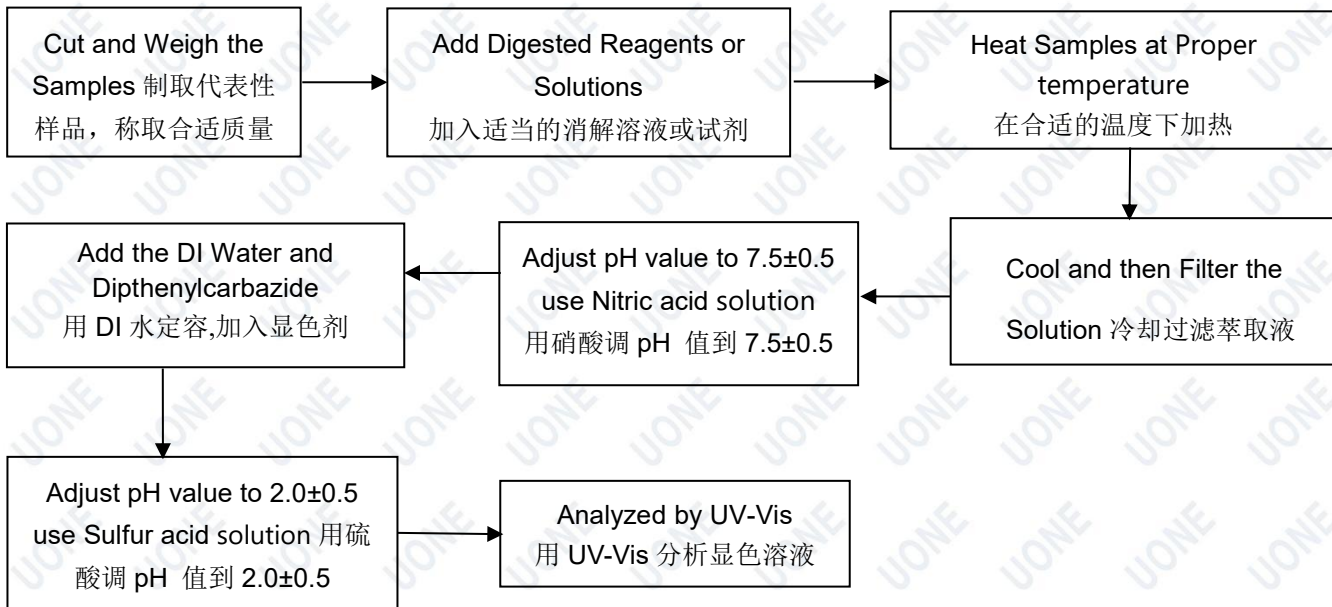 Cut and Weigh the
Samples 制取代表性
样品，称取合适质量
Add Digested Reagents or
Solutions
加入适当的消解溶液或试剂
Heat Samples at Proper
temperature
在合适的温度下加热
Cool and then Filter the
Solution 冷却过滤萃取液
Adjust pH value to 7.5±0.5
use Nitric acid solution
用硝酸调 pH 值到 7.5±0.5
Add the DI Water and
Dipthenylcarbazide
用 DI 水定容,加入显色剂
Adjust pH value to 2.0±0.5
use Sulfur acid solution 用硫
酸调 pH 值到 2.0±0.5
Analyzed by UV-Vis
用 UV-Vis 分析显色溶液
UONE